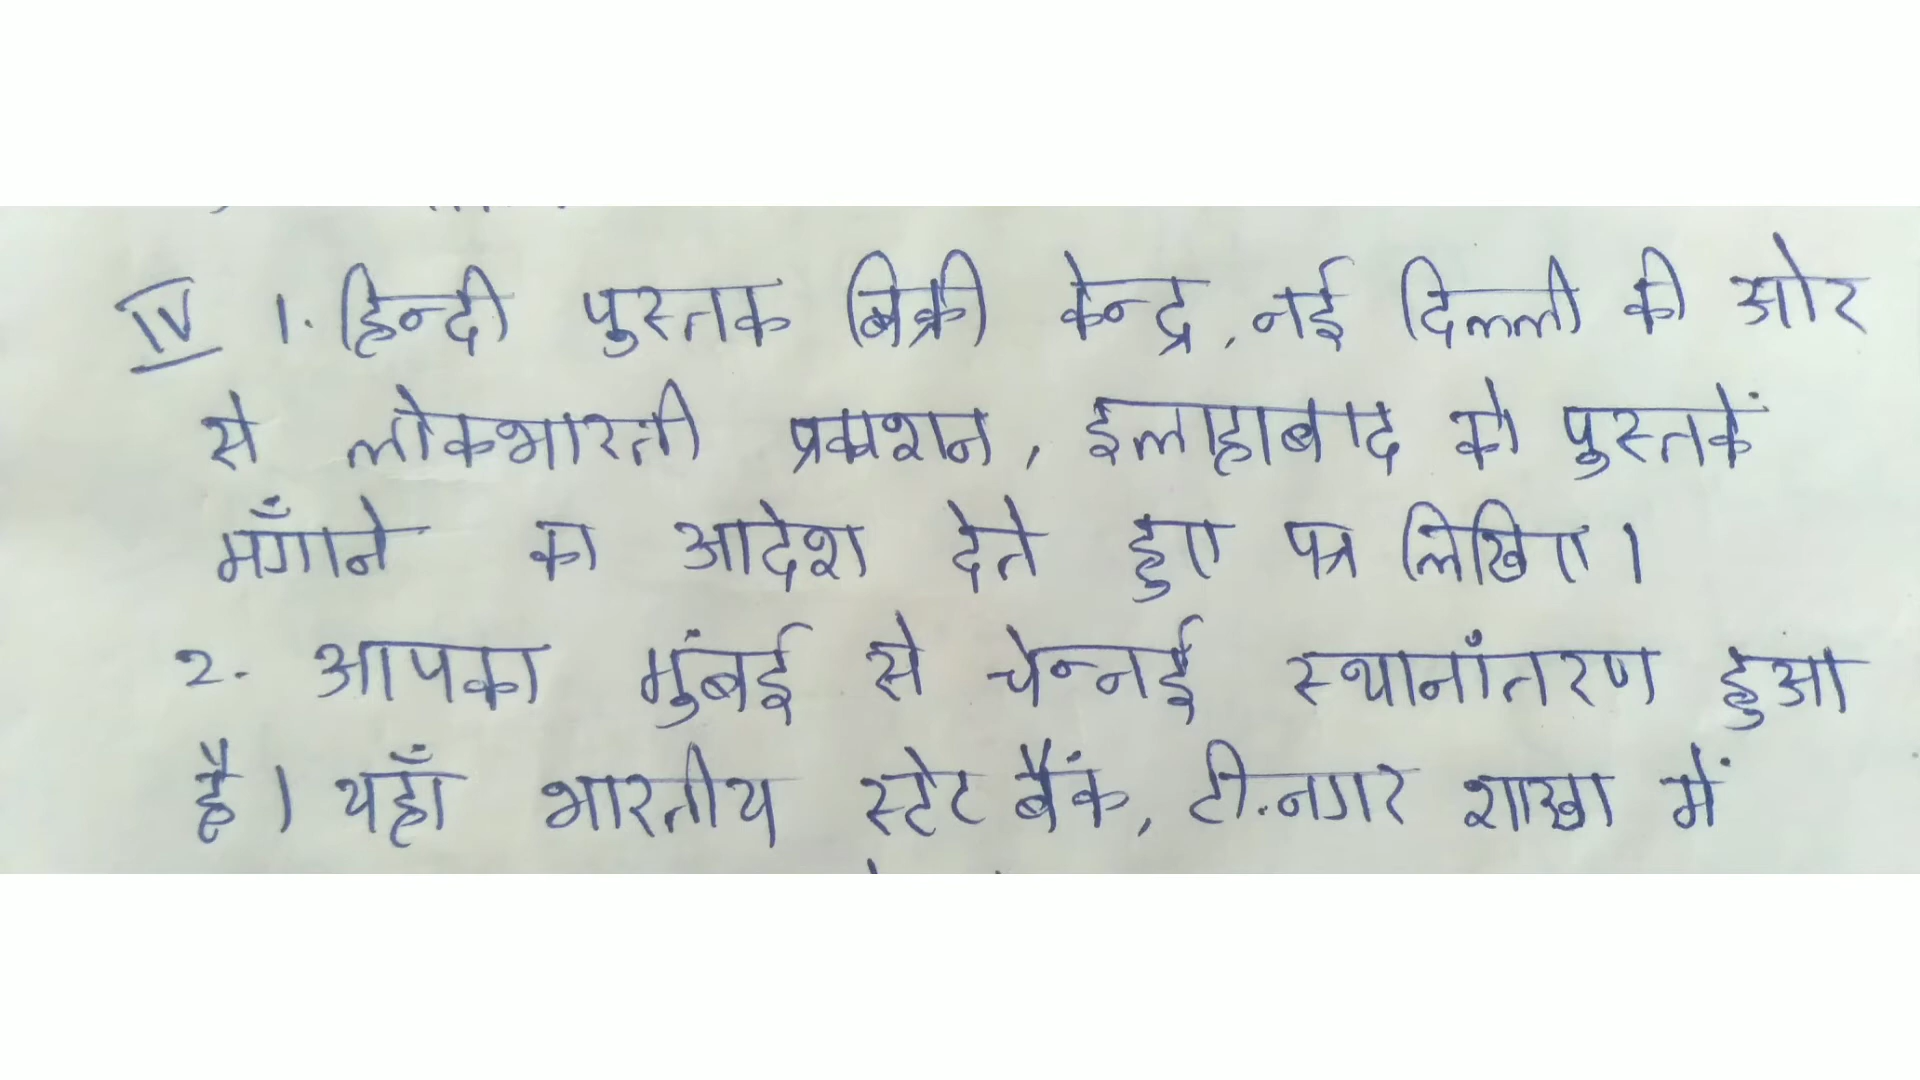 IV 1. हिन्दी पुस्तक बिक्री केन्द्र, नई दिल्ली की ओर
से लोकभारती प्रकाशन, इलाहाबाद को पुस्तकें
मँगाने का आदेश देते हुए पत्र लिखिए।
2. आपका मुंबई से चेन्नई स्थानाँतरण हुआ
है। यहाँ भारतीय स्टेट बैंक, टी.नगर शाखा में